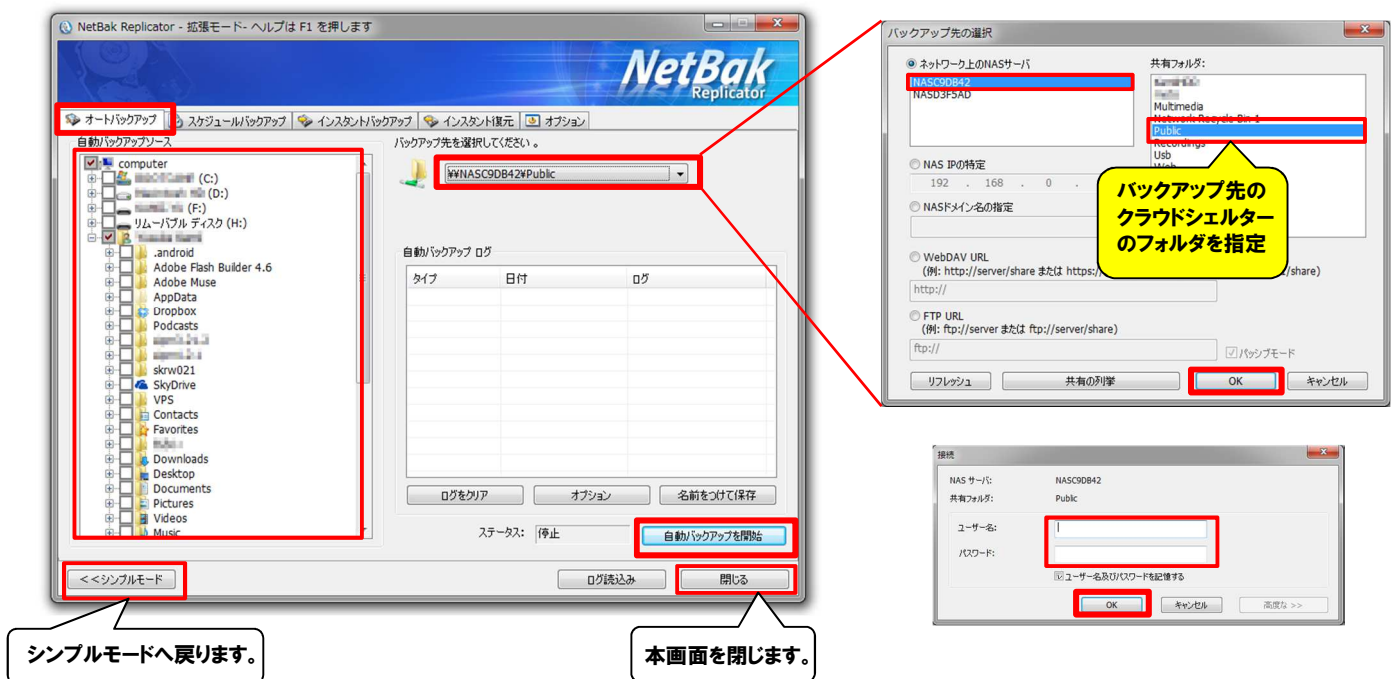 NetBak Replicator - 拡張モード- ヘルプは F1 を押します
NetBak
Replicator
オートバックアップ
スケジュールバックアップ
インスタントバックアップ
インスタント復元
オプション
自動バックアップソース
computer
(C:)
(D:)
(F:)
リムーバブル ディスク (H:)
.android
Adobe Flash Builder 4.6
Adobe Muse
AppData
Dropbox
Podcasts
skrw021
SkyDrive
VPS
Contacts
Favorites
Downloads
Desktop
Documents
Pictures
Videos
Music
バックアップ先を選択してください 。
¥¥NASC9DB42¥Public
自動バックアップ ログ
タイプ 日付 ログ
ログをクリア オプション 名前をつけて保存
ステータス: 停止 自動バックアップを開始
<<シンプルモード ログ読込み 閉じる
シンプルモードへ戻ります。
本画面を閉じます。
バックアップ先の選択
ネットワーク上のNASサーバ
NASC9DB42
NASD3F5AD
共有フォルダ:
Multimedia
Network Recycle Bin 1
Public
Recordings
Usb
Web
NAS IPの特定
192 . 168 . 0 .
NASドメイン名の指定
WebDAV URL
(例: http://server/share または https:/
/share)
http://
FTP URL
(例: ftp://server または ftp://server/share)
ftp://
パッシブモード
リフレッシュ 共有の列挙 OK キャンセル
バックアップ先の
クラウドシェルター
のフォルダを指定
接続
NAS サーバ: NASC9DB42
共有フォルダ: Public
ユーザー名:
パスワード:
ユーザー名及びパスワードを記憶する
OK キャンセル 高度な >>